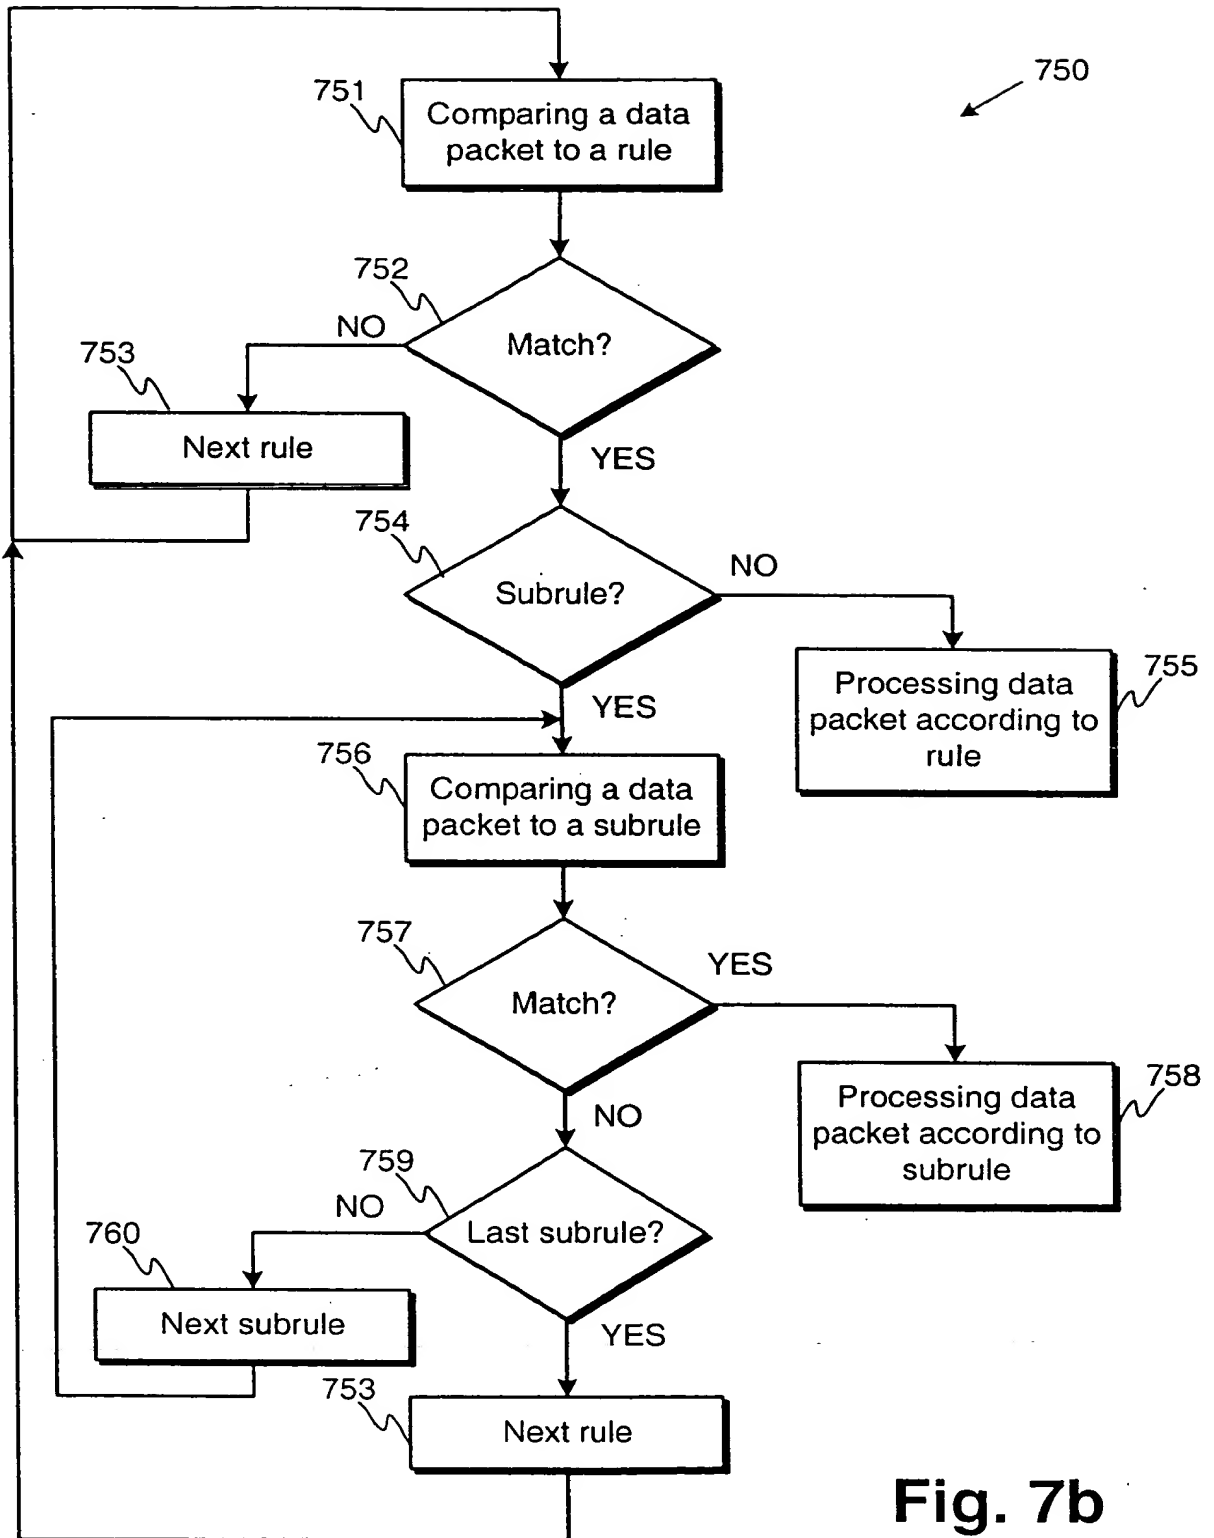 750
751
Comparing a data
packet to a rule
752
Match?
NO
753
Next rule
YES
754
Subrule?
NO
755
Processing data
packet according to
rule
YES
756
Comparing a data
packet to a subrule
757
Match?
YES
758
Processing data
packet according to
subrule
NO
759
Last subrule?
NO
760
Next subrule
YES
753
Next rule
Fig. 7b